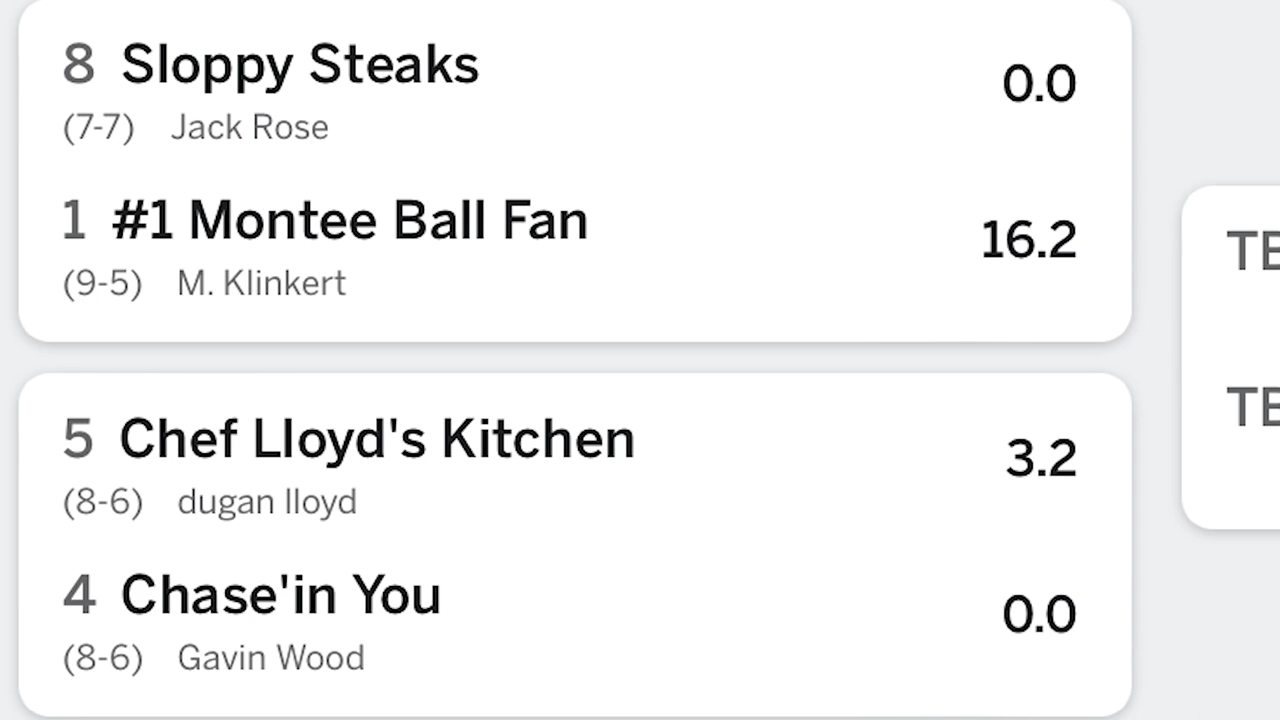 8 Sloppy Steaks 0.0
(7-7) Jack Rose
1 #1 Montee Ball Fan 16.2
(9-5) M. Klinkert
5 Chef Lloyd's Kitchen 3.2
(8-6) dugan lloyd
4 Chase'in You 0.0
(8-6) Gavin Wood